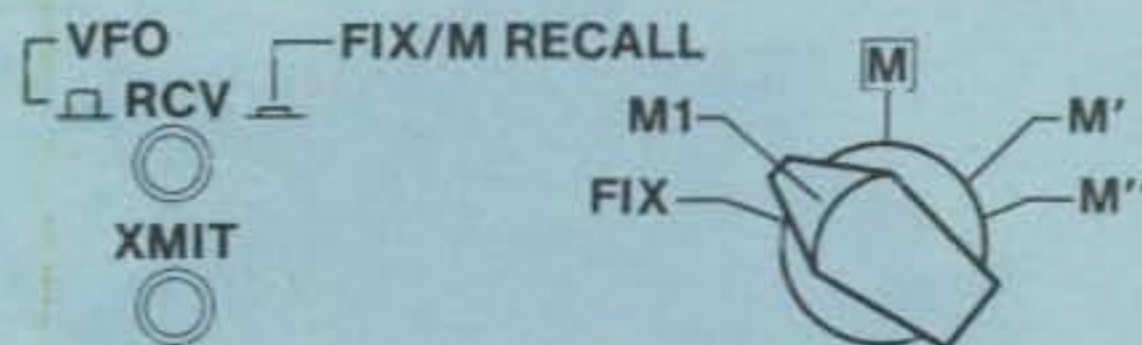 VFO
FIX/M RECALL
RCV
XMIT
M
M1
M'
FIX
M"